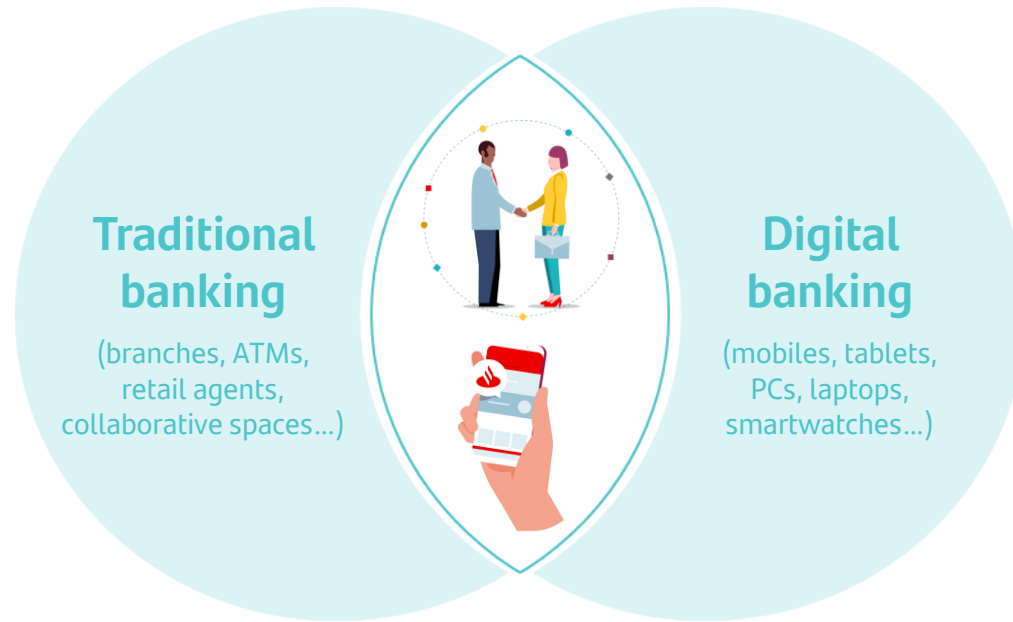 Traditional
banking
(branches, ATMs,
retail agents,
collaborative spaces...)
Digital
banking
(mobiles, tablets,
PCs, laptops,
smartwatches...)